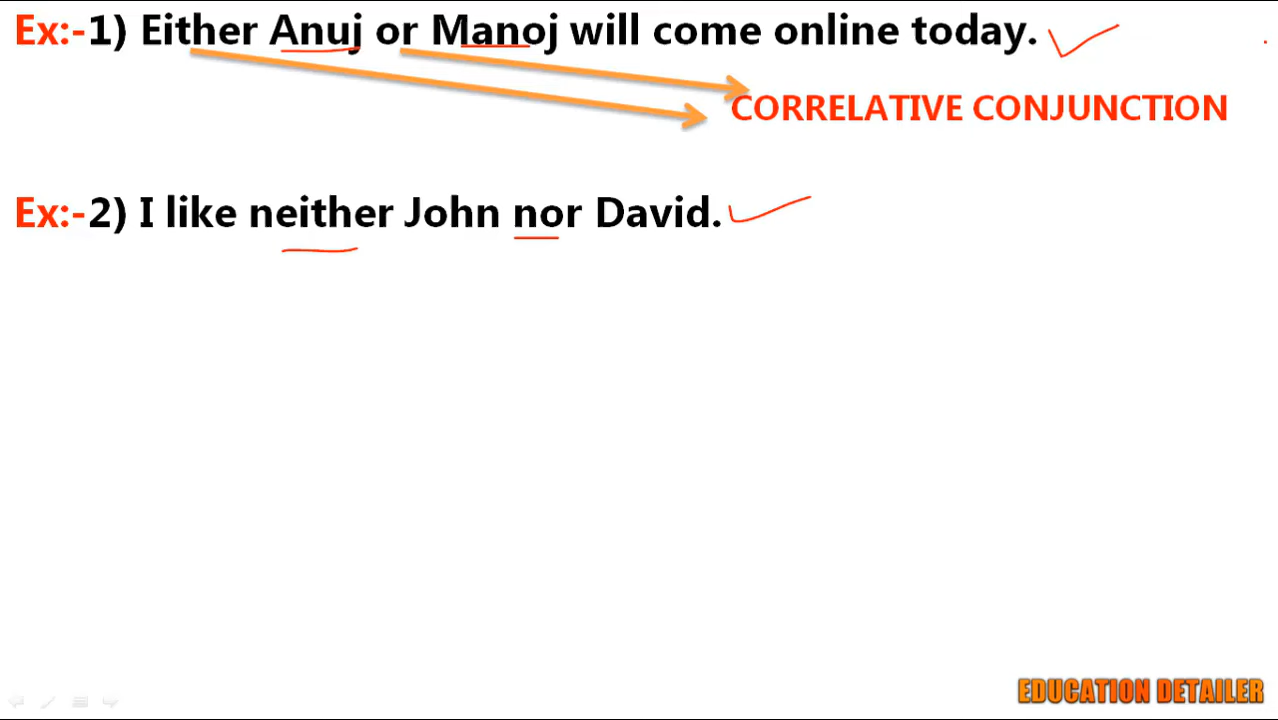 Ex:-1) Either Anuj or Manoj will come online today.
CORRELATIVE CONJUNCTION
Ex:-2) I like neither John nor David.
EDUCATION DETAILER